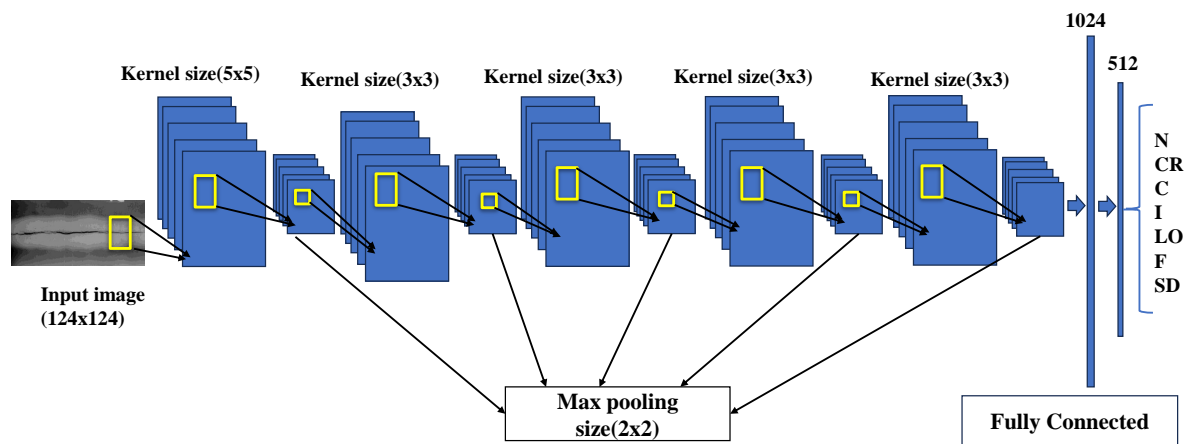 1024
512
Kernel size(5x5)
Kernel size(3x3)
Kernel size(3x3)
Kernel size(3x3)
Kernel size(3x3)
N
CR
C
I
LO
F
SD
Input image
(124x124)
Max pooling
size(2x2)
Fully Connected